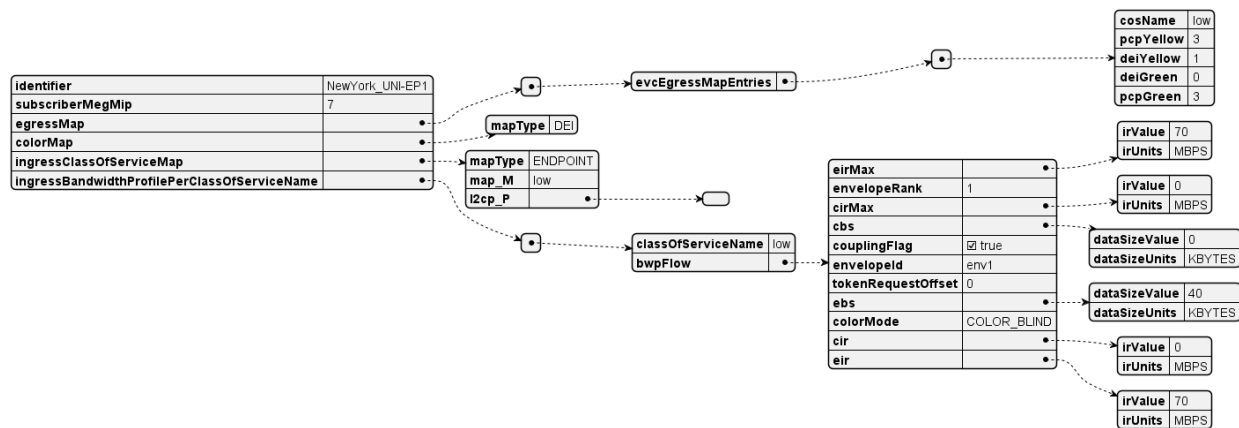 identifier NewYork_UNI-EP1
subscriberMegMip 7
egressMap
colorMap
ingressClassOfServiceMap
ingressBandwidthProfilePerClassOfServiceName
evcEgressMapEntries
cosName low
pcpYellow 3
deiYellow 1
deiGreen 0
pcpGreen 3
mapType DEI
mapType ENDPOINT
map_M low
l2cp_P
classOfServiceName low
bwpFlow
eirMax
envelopeRank 1
cirMax
cbs
couplingFlag ☑ true
envelopeId env1
tokenRequestOffset 0
ebs
colorMode COLOR_BLIND
cir
eir
irValue 70
irUnits MBPS
irValue 0
irUnits MBPS
dataSizeValue 0
dataSizeUnits KBYTES
dataSizeValue 40
dataSizeUnits KBYTES
irValue 0
irUnits MBPS
irValue 70
irUnits MBPS